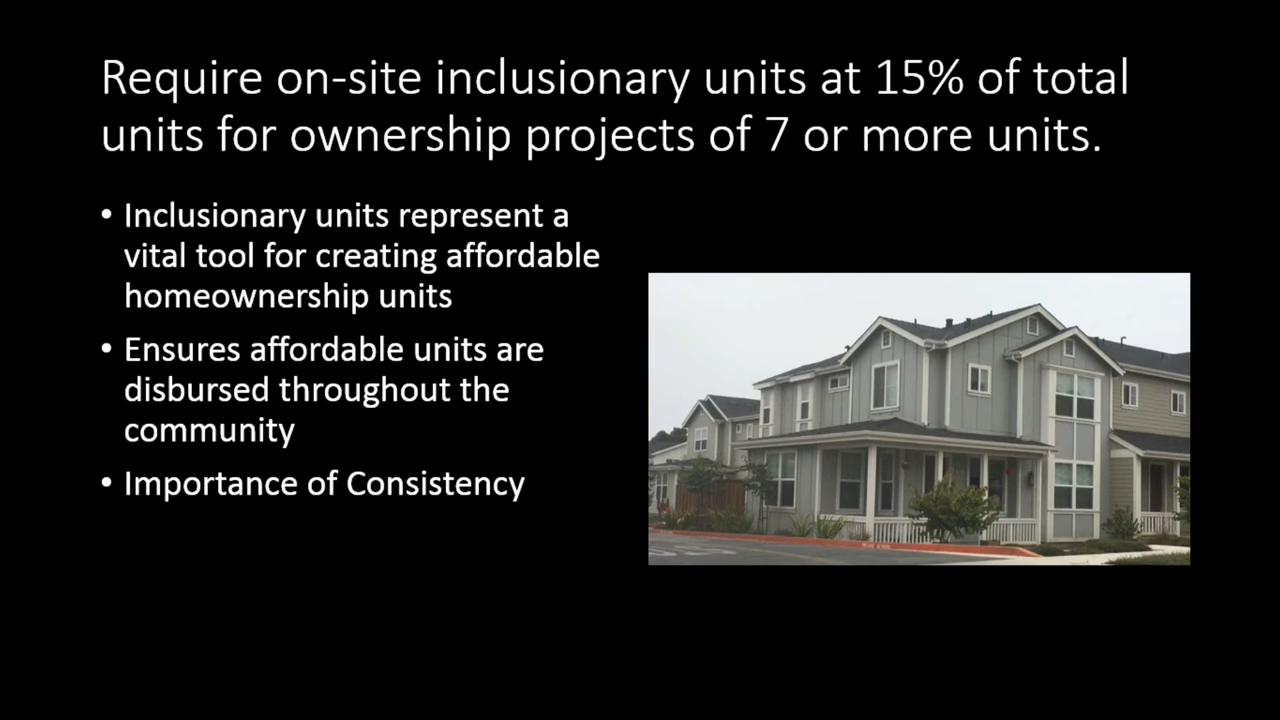 Require on-site inclusionary units at 15% of total
units for ownership projects of 7 or more units.
• Inclusionary units represent a
vital tool for creating affordable
homeownership units
• Ensures affordable units are
disbursed throughout the
community
• Importance of Consistency